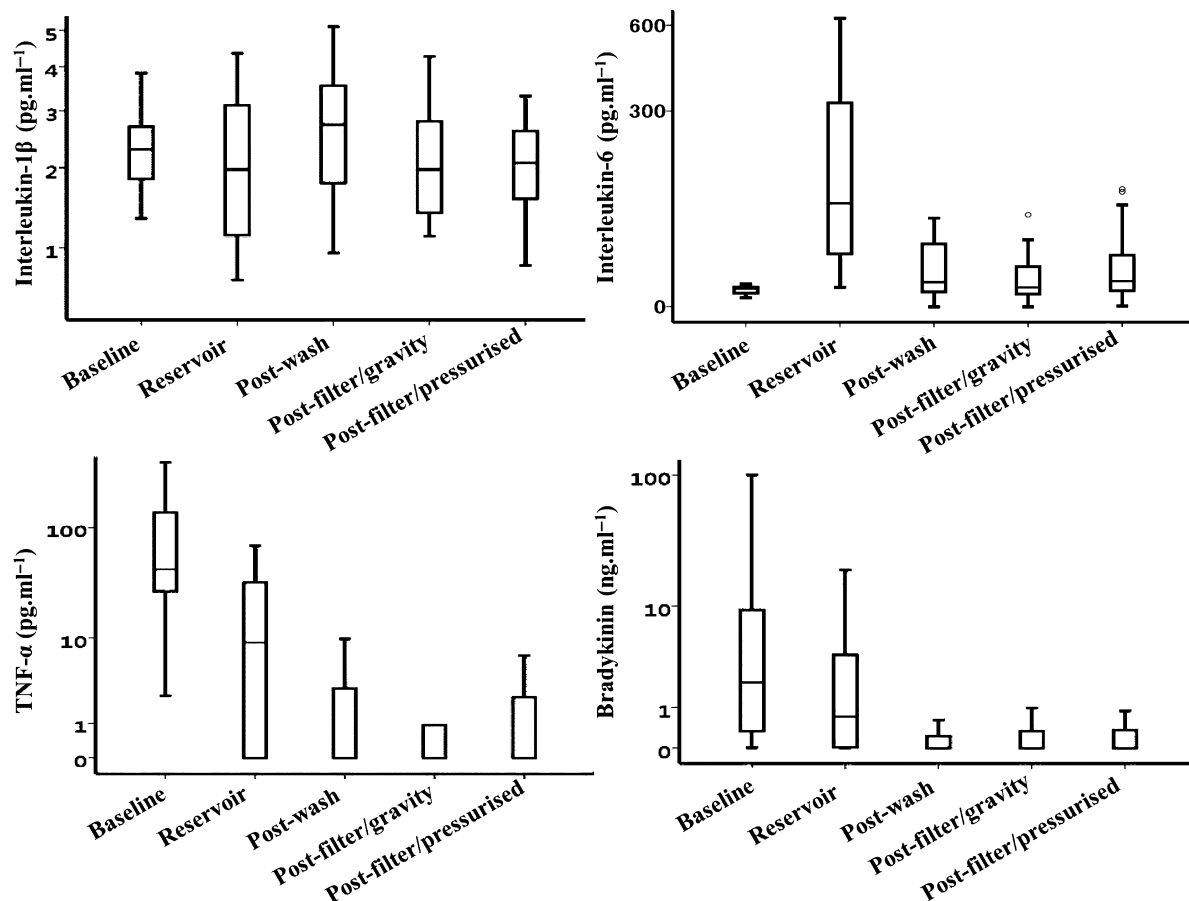 Interleukin-1β (pg.ml⁻¹)
5
4
3
2
1
Baseline
Reservoir
Post-wash
Post-filter/gravity
Post-filter/pressurised
Interleukin-6 (pg.ml⁻¹)
600
300
0
Baseline
Reservoir
Post-wash
Post-filter/gravity
Post-filter/pressurised
TNF-α (pg.ml⁻¹)
100
10
1
0
Baseline
Reservoir
Post-wash
Post-filter/gravity
Post-filter/pressurised
Bradykinin (ng.ml⁻¹)
100
10
1
0
Baseline
Reservoir
Post-wash
Post-filter/gravity
Post-filter/pressurised